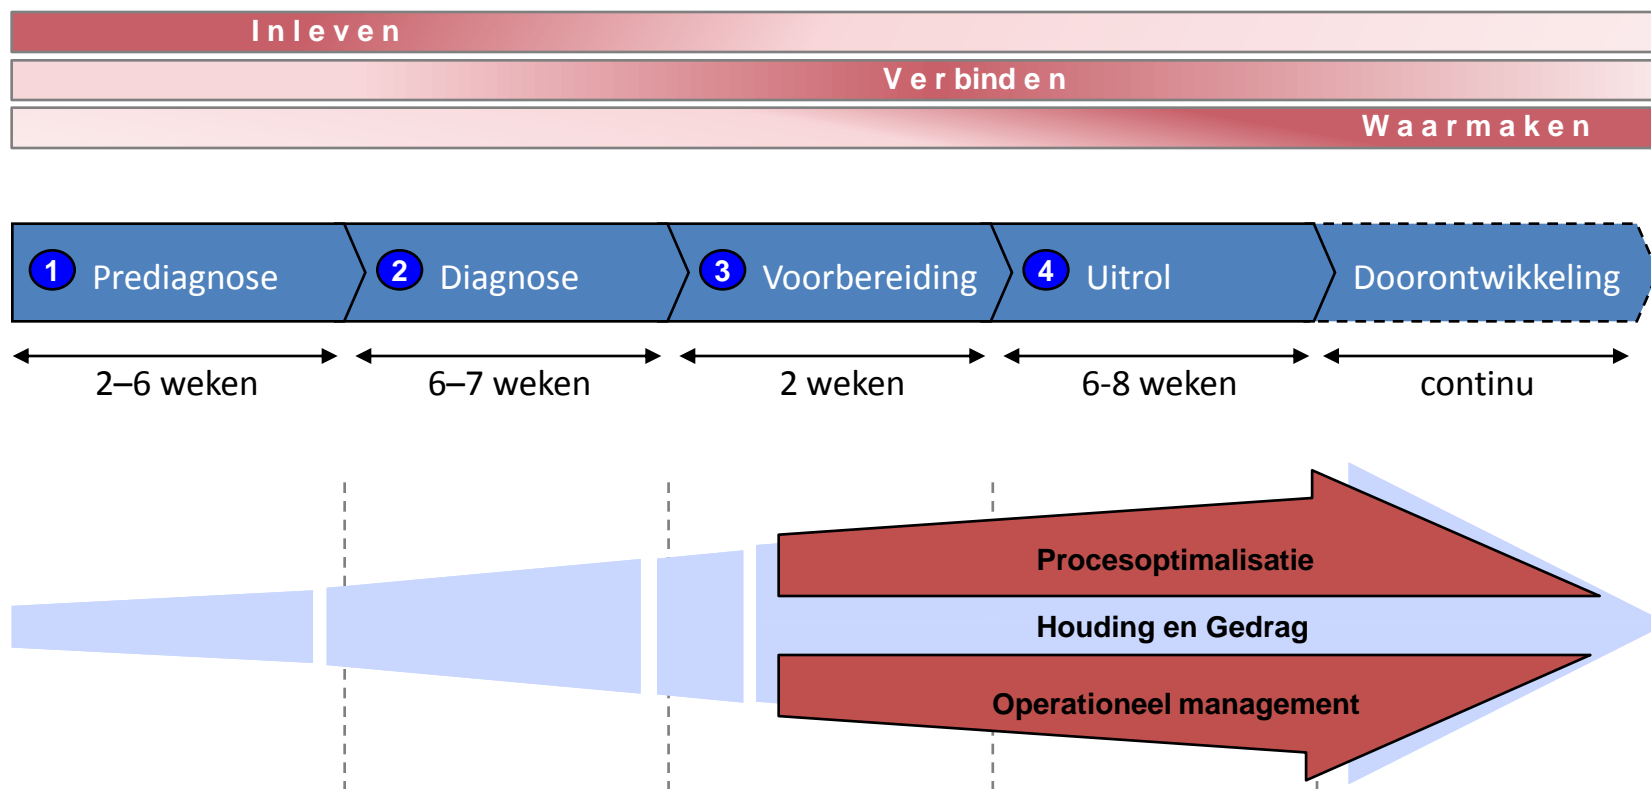 Inleven
Verbinden
Waarmaken
1 Prediagnose
2 Diagnose
3 Voorbereiding
4 Uitrol
Doorontwikkeling
2–6 weken
6–7 weken
2 weken
6-8 weken
continu
Procesoptimalisatie
Houding en Gedrag
Operationeel management